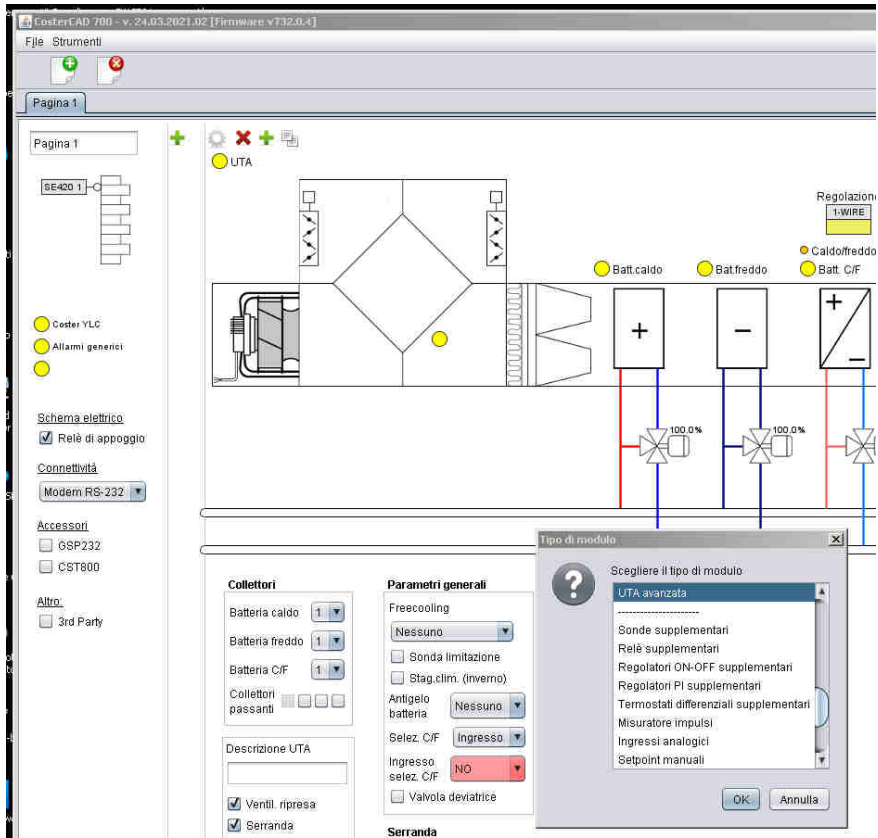 CosterCAD 700 - v. 24.03.2021.02 [Firmware v732.0.4]
File Strumenti
Pagina 1
Pagina 1
UTA
SE420 1
Regolazione
1-WIRE
Caldo/freddo
Batt.caldo
Bat.freddo
Batt. C/F
Coster YLC
Allarmi generici
Schema elettrico
Relè di appoggio
Connettività
Modem RS-232
Accessori
GSP232
CST800
Altro:
3rd Party
100.0%
100.0%
Collettori
Batteria caldo 1
Batteria freddo 1
Batteria C/F 1
Collettori
passanti
Descrizione e UTA
Ventil. ripresa
Serranda
Parametri generali
Freecooling
Nessuno
Sonda limitazione
Stag.clim. (inverno)
Antigelo
batteria
Nessuno
Selez. C/F
Ingresso
Ingresso
selez. C/F
NO
Valvola deviatrice
Serranda
Tipo di modulo
Scegliere il tipo di modulo
UTA avanzata
----------------------
Sonde supplementari
Relè supplementari
Regolatori ON-OFF supplementari
Regolatori PI supplementari
Termostati differenziali supplementari
Misuratore impulsi
Ingressi analogici
Setpoint manuali
OK
Annulla